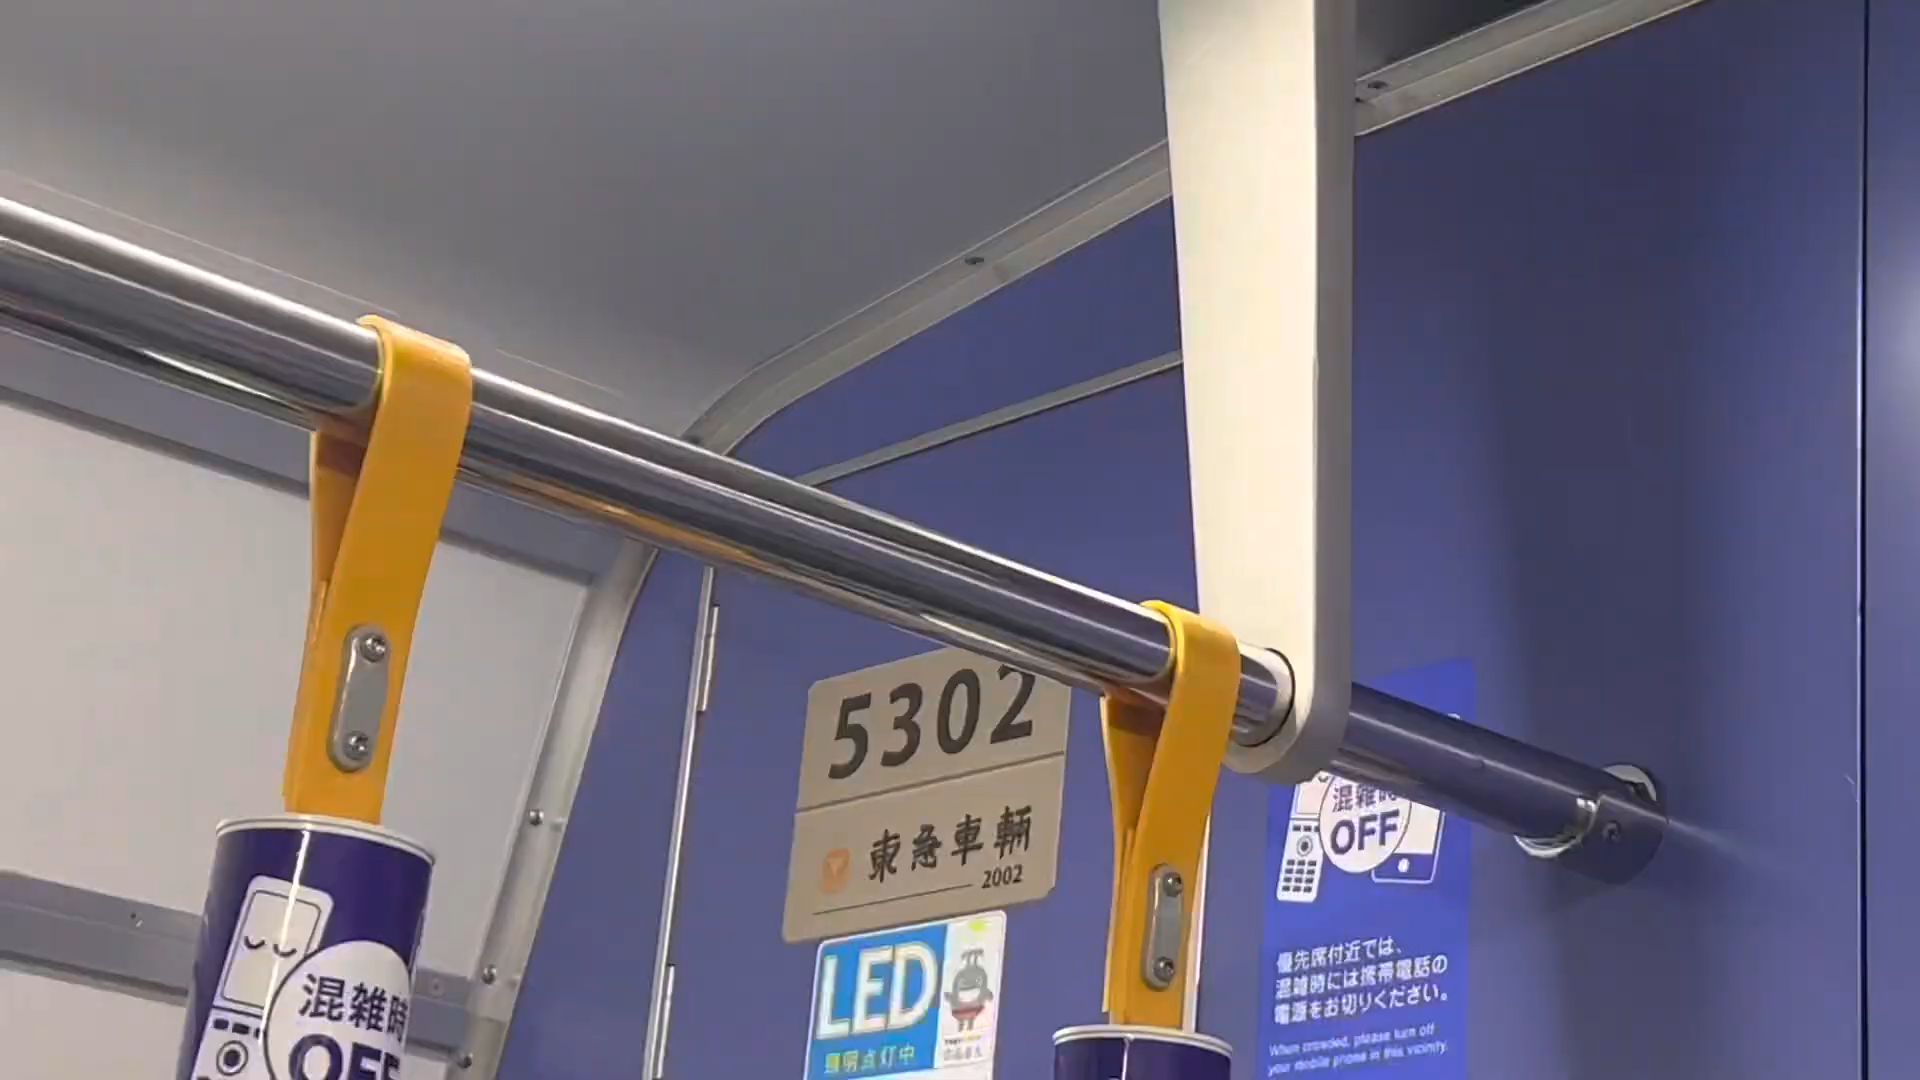 5302
東急車輛
2002
LED
照明点灯中
混雑時
OFF
混雑時
OFF
優先席付近では、
混雑時には携帯電話の
電源をお切りください。
When crowded, please turn off
your mobile phone in this vicinity.